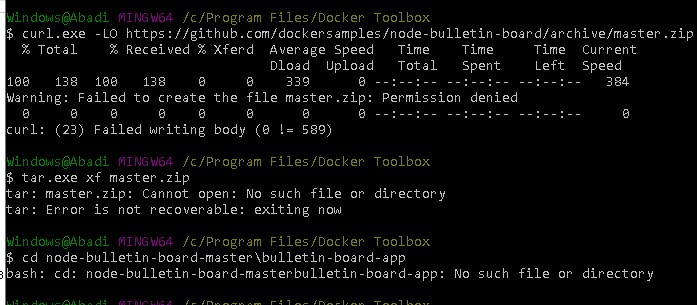 Windows@Abadi MINGW64 /c/Program Files/Docker Toolbox
$ curl.exe -LO https://github.com/dockersamples/node-bulletin-board/archive/master.zip
% Total % Received % Xferd Average Speed Time Time Time Current
Dload Upload Total Spent Left Speed
100 138 100 138 0 0 339 0 --:--:-- --:--:-- --:--:-- 384
Warning: Failed to create the file master.zip: Permission denied
0 0 0 0 0 0 0 0 --:--:-- --:--:-- --:--:-- 0
curl: (23) Failed writing body (0 != 589)
Windows@Abadi MINGW64 /c/Program Files/Docker Toolbox
$ tar.exe xf master.zip
tar: master.zip: Cannot open: No such file or directory
tar: Error is not recoverable: exiting now
Windows@Abadi MINGW64 /c/Program Files/Docker Toolbox
$ cd node-bulletin-board-master\bulletin-board-app
bash: cd: node-bulletin-board-masterbulletin-board-app: No such file or directory